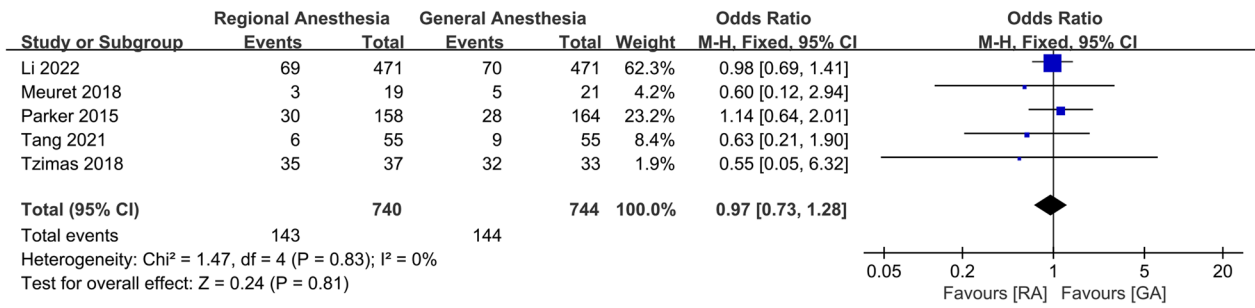 Regional Anesthesia General Anesthesia Odds Ratio Odds Ratio
Study or Subgroup Events Total Events Total Weight M-H, Fixed, 95% CI M-H, Fixed, 95% CI
Li 2022 69 471 70 471 62.3% 0.98 [0.69, 1.41]
Meuret 2018 3 19 5 21 4.2% 0.60 [0.12, 2.94]
Parker 2015 30 158 28 164 23.2% 1.14 [0.64, 2.01]
Tang 2021 6 55 9 55 8.4% 0.63 [0.21, 1.90]
Tzimas 2018 35 37 32 33 1.9% 0.55 [0.05, 6.32]
Total (95% CI) 740 744 100.0% 0.97 [0.73, 1.28]
Total events 143 144
Heterogeneity: Chi² = 1.47, df = 4 (P = 0.83); I² = 0%
Test for overall effect: Z = 0.24 (P = 0.81)
0.05 0.2 1 5 20
Favours [RA] Favours [GA]